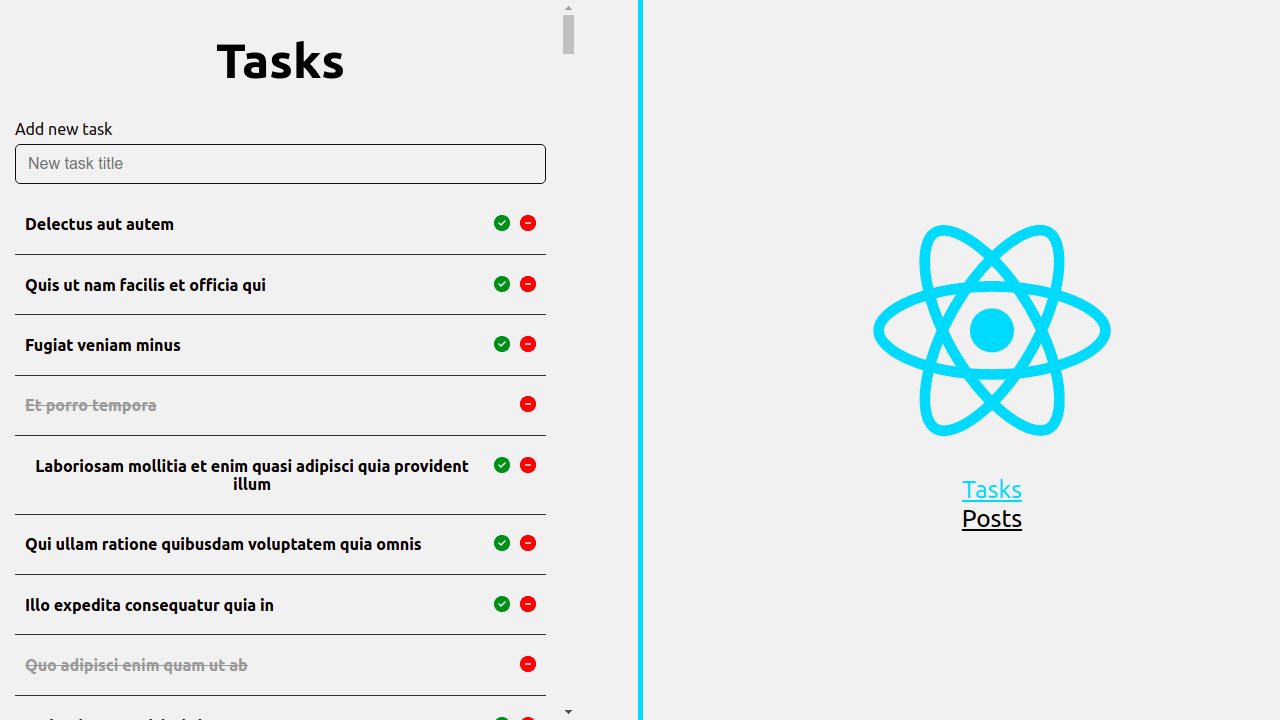 Tasks
Add new task
New task title
Delectus aut autem
Quis ut nam facilis et officia qui
Fugiat veniam minus
Et porro tempora
Laboriosam mollitia et enim quasi adipisci quia provident
illum
Qui ullam ratione quibusdam voluptatem quia omnis
Illo expedita consequatur quia in
Quo adipisci enim quam ut ab
Tasks
Posts